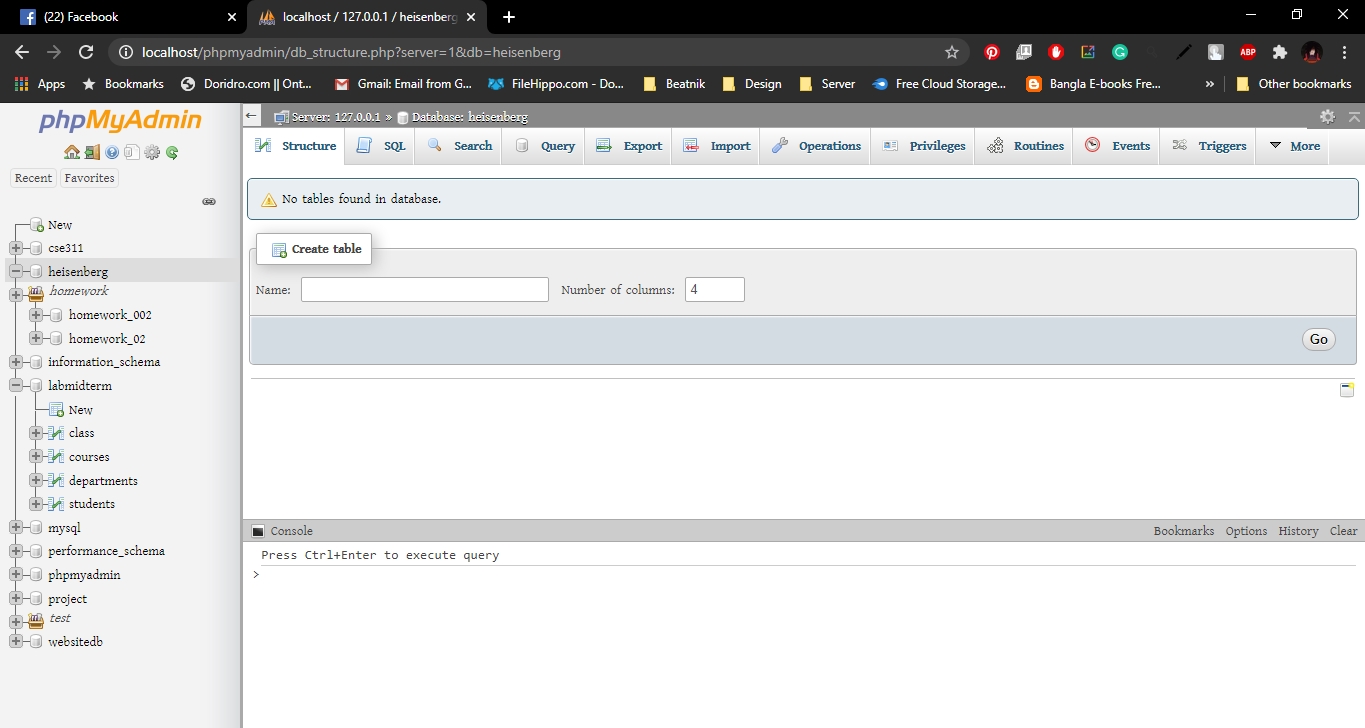 (22) Facebook
localhost / 127.0.0.1 / heisenberg
localhost/phpmyadmin/db_structure.php?server=1&db=heisenberg
ABP
Apps Bookmarks Doridro.com || Ont... Gmail: Email from G... FileHippo.com - Do... Beatnik Design Server Free Cloud Storage... Bangla E-books Fre... » Other bookmarks
phpMyAdmin
Recent Favorites
New
cse311
heisenberg
homework
homework_002
homework_02
information_schema
labmidterm
New
class
courses
departments
students
mysql
performance_schema
phpmyadmin
project
test
websitedb
Server: 127.0.0.1 » Database: heisenberg
Structure SQL Search Query Export Import Operations Privileges Routines Events Triggers More
No tables found in database.
Create table
Name: Number of columns: 4
Go
Console Bookmarks Options History Clear
Press Ctrl+Enter to execute query
>